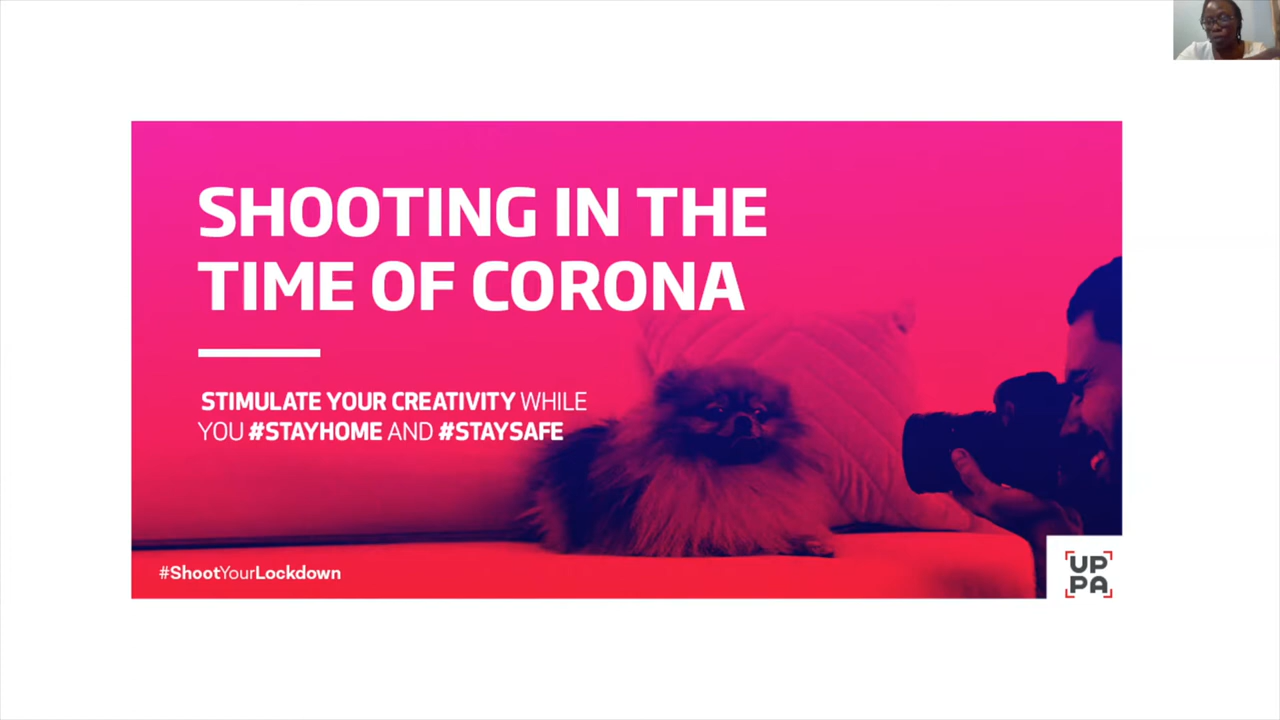 SHOOTING IN THE
TIME OF CORONA
STIMULATE YOUR CREATIVITY WHILE
YOU #STAYHOME AND #STAYSAFE
#ShootYourLockdown
UP
PA